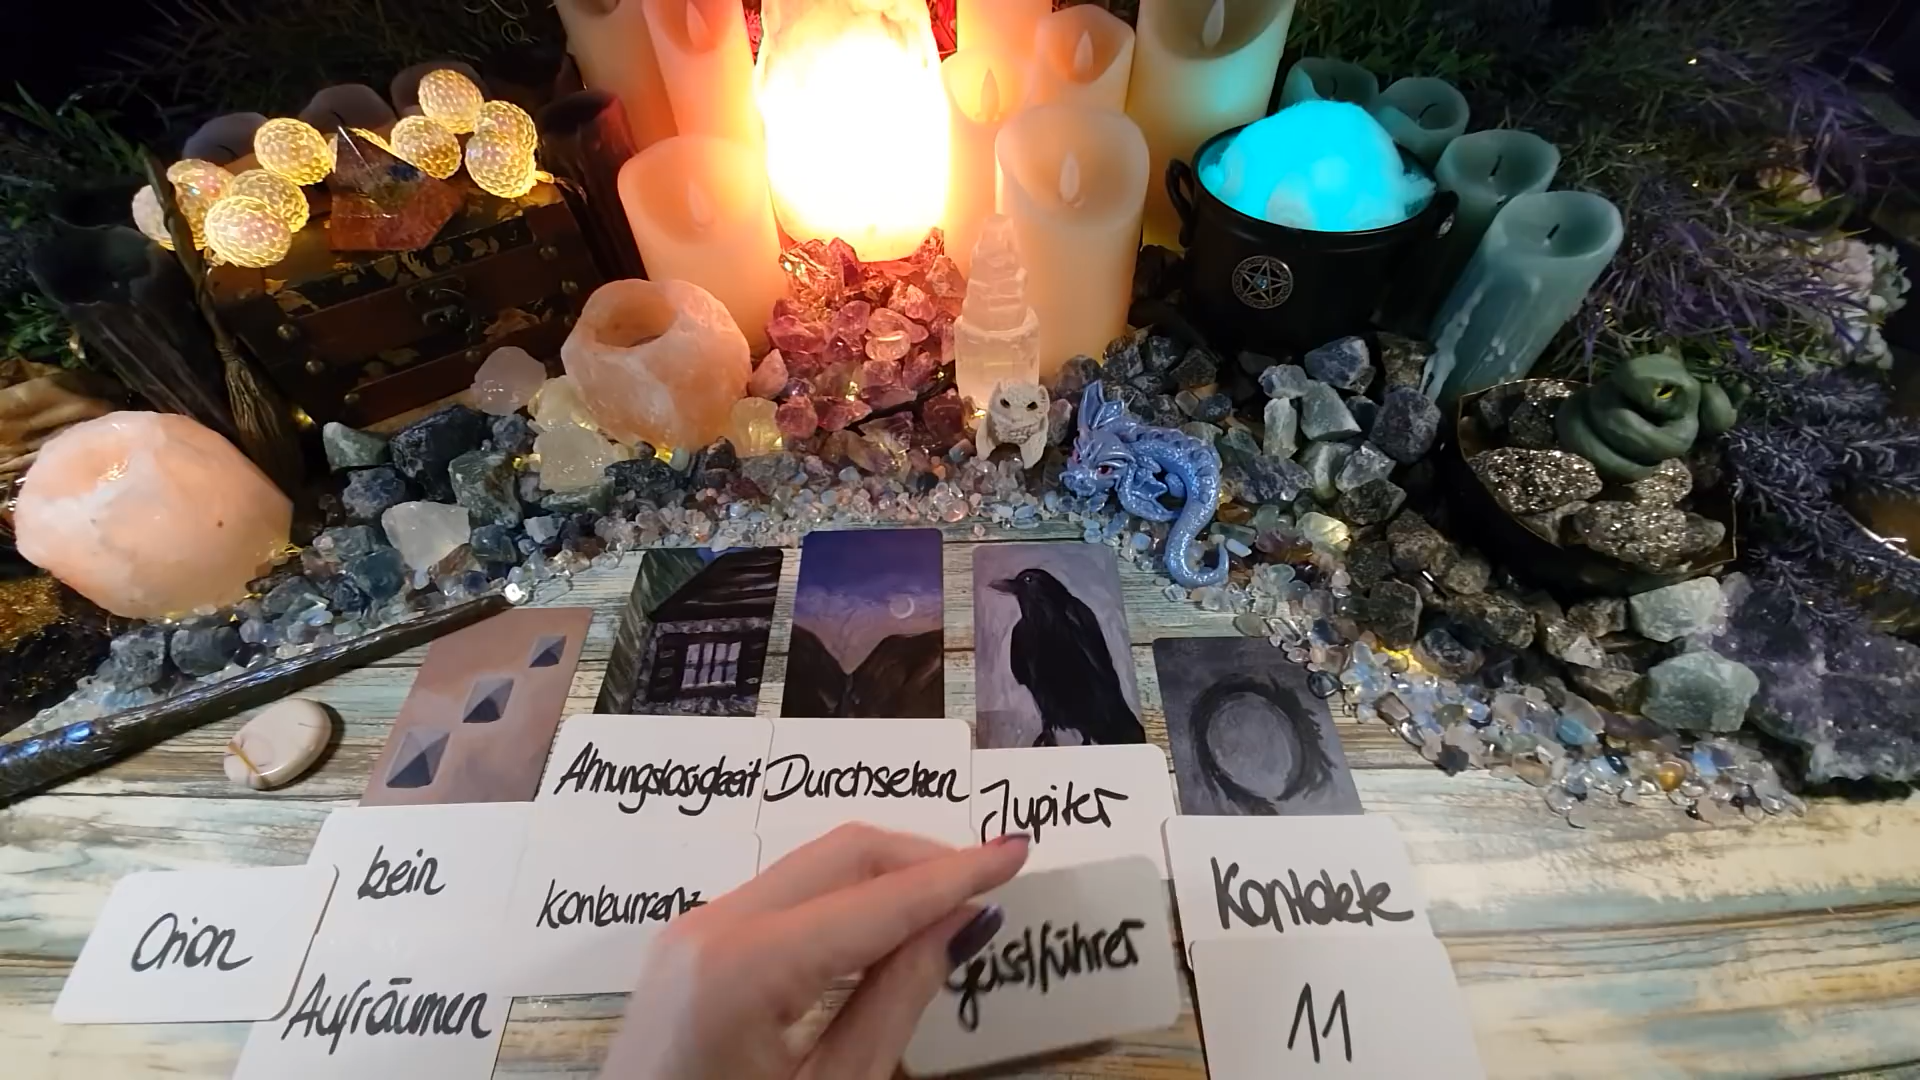 Ahnungslosigkeit
Durchsehen
Jupiter
kein
Kontakte
Orion
Konkurrenz
Geistführer
Aufräumen
11